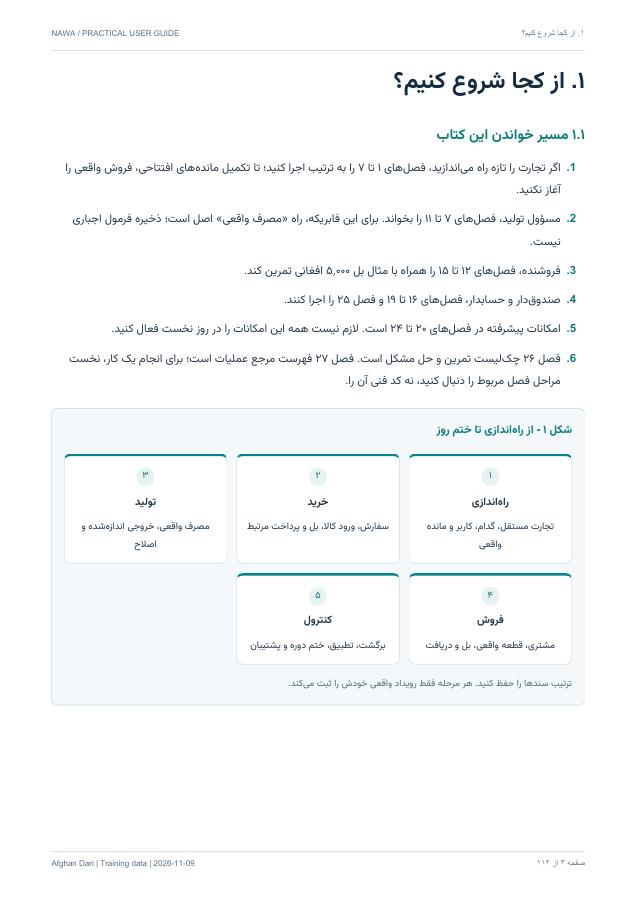 ۱. از کجا شروع کنیم؟
NAWA / PRACTICAL USER GUIDE
۱. از کجا شروع کنیم؟
۱.۱ مسیر خواندن این کتاب
1. اگر تجارت را تازه راه می‌اندازید، فصل‌های ۱ تا ۷ را به ترتیب اجرا کنید؛ تا تکمیل مانده‌های افتتاحی، فروش واقعی را
آغاز نکنید.
2. مسؤول تولید، فصل‌های ۷ تا ۱۱ را بخواند. برای این فابریکه، راه «مصرف واقعی» اصل است؛ ذخیره فرمول اجباری
نیست.
3. فروشنده، فصل‌های ۱۲ تا ۱۵ را همراه با مثال بل ۵,۰۰۰ افغانی تمرین کند.
4. صندوق‌دار و حسابدار، فصل‌های ۱۶ تا ۱۹ و فصل ۲۵ را اجرا کنند.
5. امکانات پیشرفته در فصل‌های ۲۰ تا ۲۴ است. لازم نیست همه این امکانات را در روز نخست فعال کنید.
6. فصل ۲۶ چک‌لیست تمرین و حل مشکل است. فصل ۲۷ فهرست مرجع عملیات است؛ برای انجام یک کار، نخست
مراحل فصل مربوط را دنبال کنید، نه کد فنی آن را.
شکل ۱ - از راه‌اندازی تا ختم روز
۱
راه‌اندازی
تجارت مستقل، گدام، کاربر و مانده
واقعی
۲
خرید
سفارش، ورود کالا، بل و پرداخت مرتبط
۳
تولید
مصرف واقعی، خروجی اندازه‌شده و
اصلاح
۴
فروش
مشتری، قطعه واقعی، بل و دریافت
۵
کنترول
برگشت، تطبیق، ختم دوره و پشتیبان
ترتیب سندها را حفظ کنید. هر مرحله فقط رویداد واقعی خودش را ثبت می‌کند.
صفحه ۳ از ۱۱۲
Afghan Dari | Training data | 2026-11-09